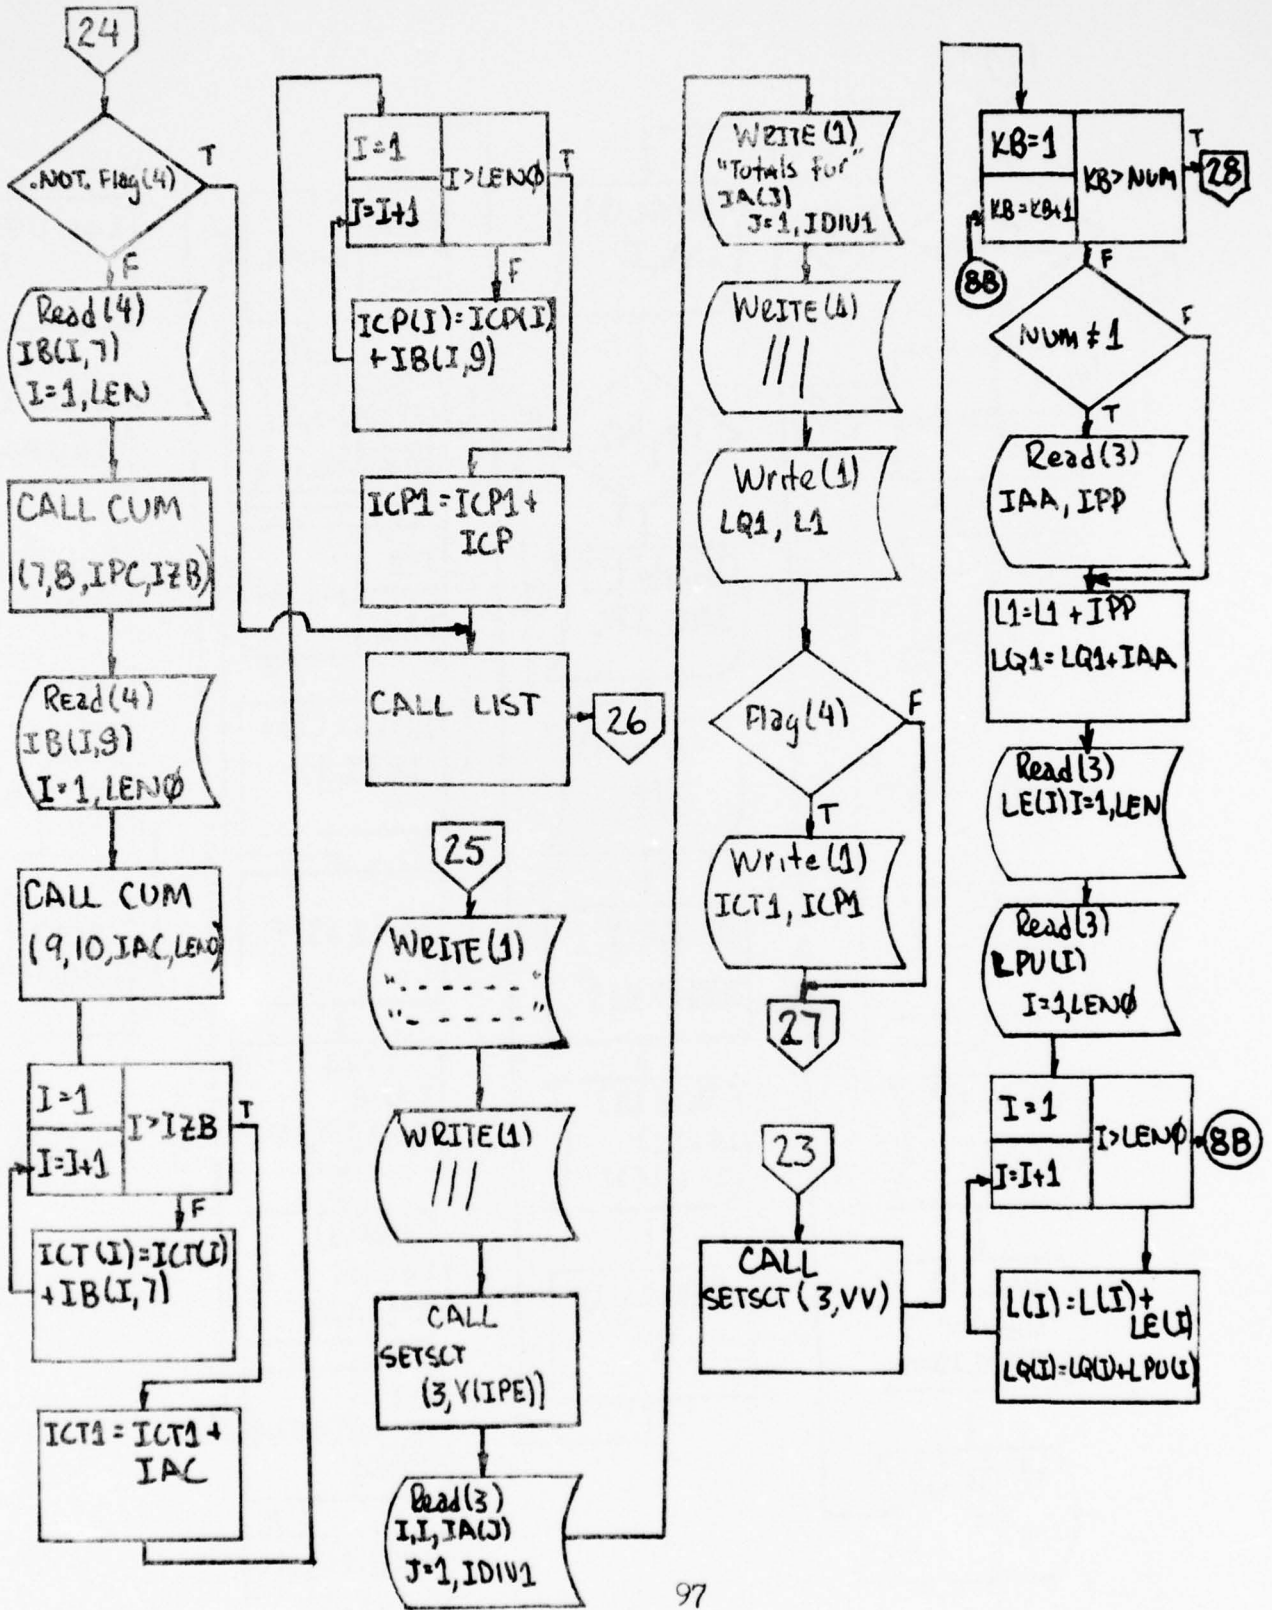 24
.NOT. Flag(4)
T
F
Read(4)
IB(I,7)
I=1,LEN
CALL CUM
(7,8,IPC,IZB)
Read(4)
IB(I,9)
I=1,LENØ
CALL CUM
(9,10,IAC,LENO)
I=1
I=I+1
I>IZB
T
F
ICT(I)=ICT(I)
+IB(I,7)
ICT1=ICT1+
IAC
I=1
I=I+1
I>LENØ
T
F
ICP(I)=ICP(I)
+IB(I,9)
ICP1=ICP1+
ICP
CALL LIST
26
25
WRITE(1)
"- - - - - -"
"- - - - - -"
WRITE(1)
///
CALL
SETSCT
(3,V(IPE))
Read(3)
I,I,IA(J)
J=1,IDIV1
WRITE(1)
"Totals for"
IA(J)
J=1,IDIV1
WRITE(1)
///
Write(1)
LQ1, L1
Flag(4)
F
T
Write(1)
ICT1, ICP1
27
23
CALL
SETSCT(3,VV)
KB=1
KB=KB+1
KB>NUM
T
28
8B
F
NUM≠1
F
T
Read(3)
IAA, IPP
L1=L1+IPP
LQ1=LQ1+IAA
Read(3)
LE(I)I=1,LEN
Read(3)
LPU(I)
I=1,LENØ
I=1
I=I+1
I>LENØ
8B
L(I)=L(I)+
LE(I)
LQ(I)=LQ(I)+LPU(I)
97